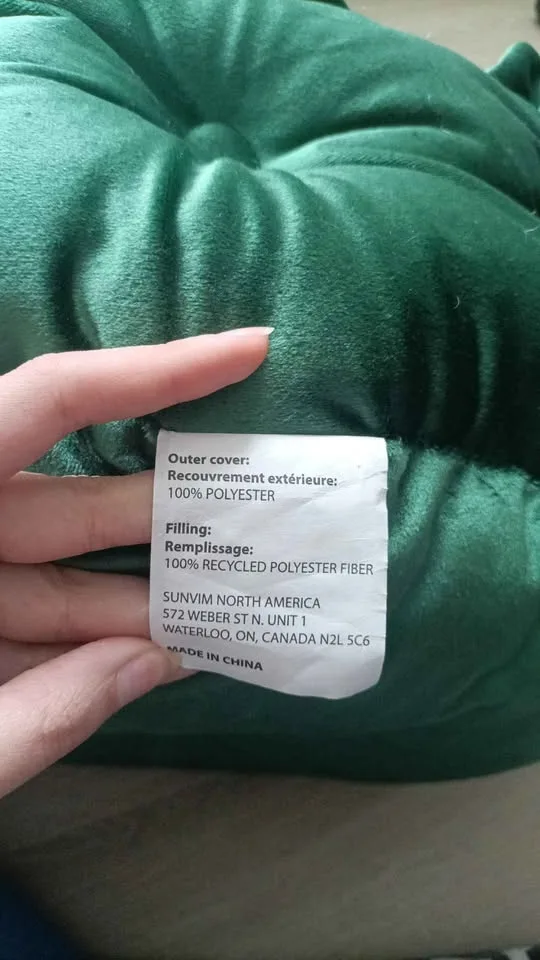 Outer cover:
Recouvrement extérieure:
100% POLYESTER
Filling:
Remplissage:
100% RECYCLED POLYESTER FIBER
SUNVIM NORTH AMERICA
572 WEBER ST N. UNIT 1
WATERLOO, ON, CANADA N2L 5C6
MADE IN CHINA